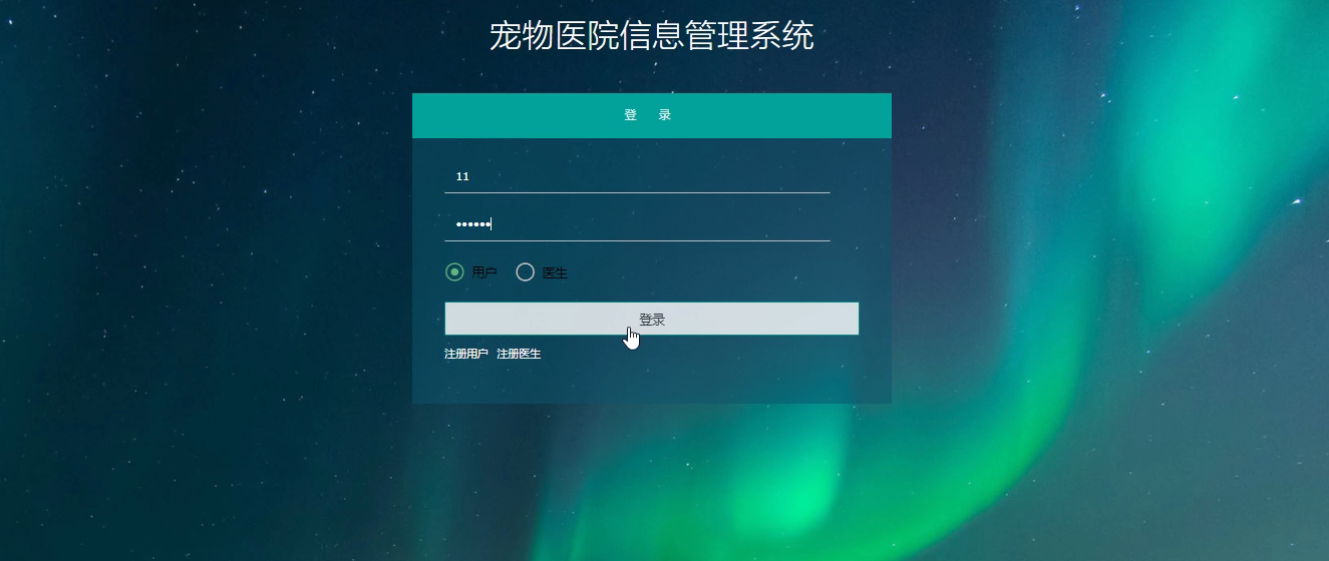 宠物医院信息管理系统
登 录
11
••••••
用户 医生
登录
注册用户 注册医生